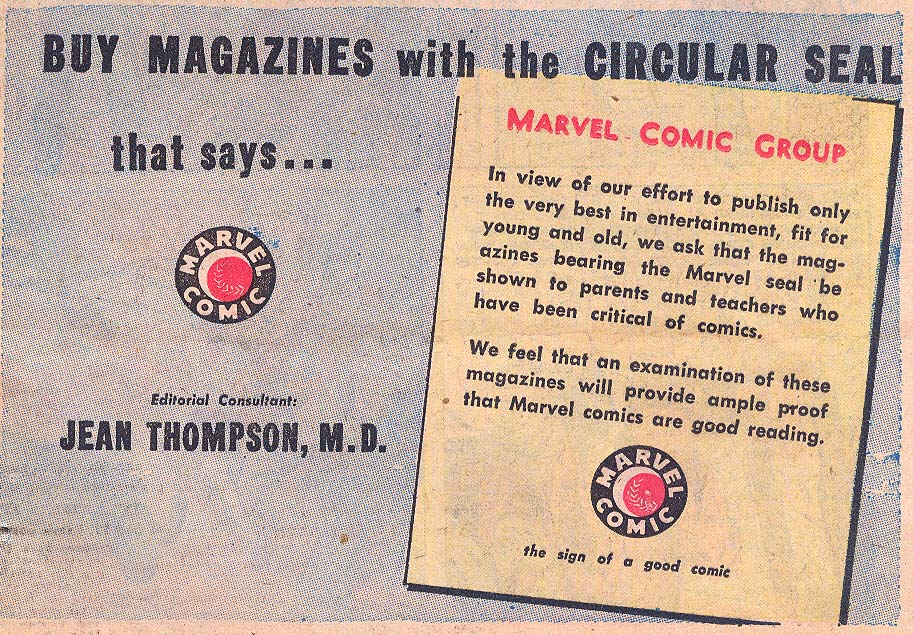 BUY MAGAZINES with the CIRCULAR SEAL
that says...
MARVEL
COMIC
Editorial Consultant:
JEAN THOMPSON, M.D.
MARVEL COMIC GROUP
In view of our effort to publish only
the very best in entertainment, fit for
young and old, we ask that the mag-
azines bearing the Marvel seal be
shown to parents and teachers who
have been critical of comics.
We feel that an examination of these
magazines will provide ample proof
that Marvel comics are good reading.
MARVEL
COMIC
the sign of a good comic